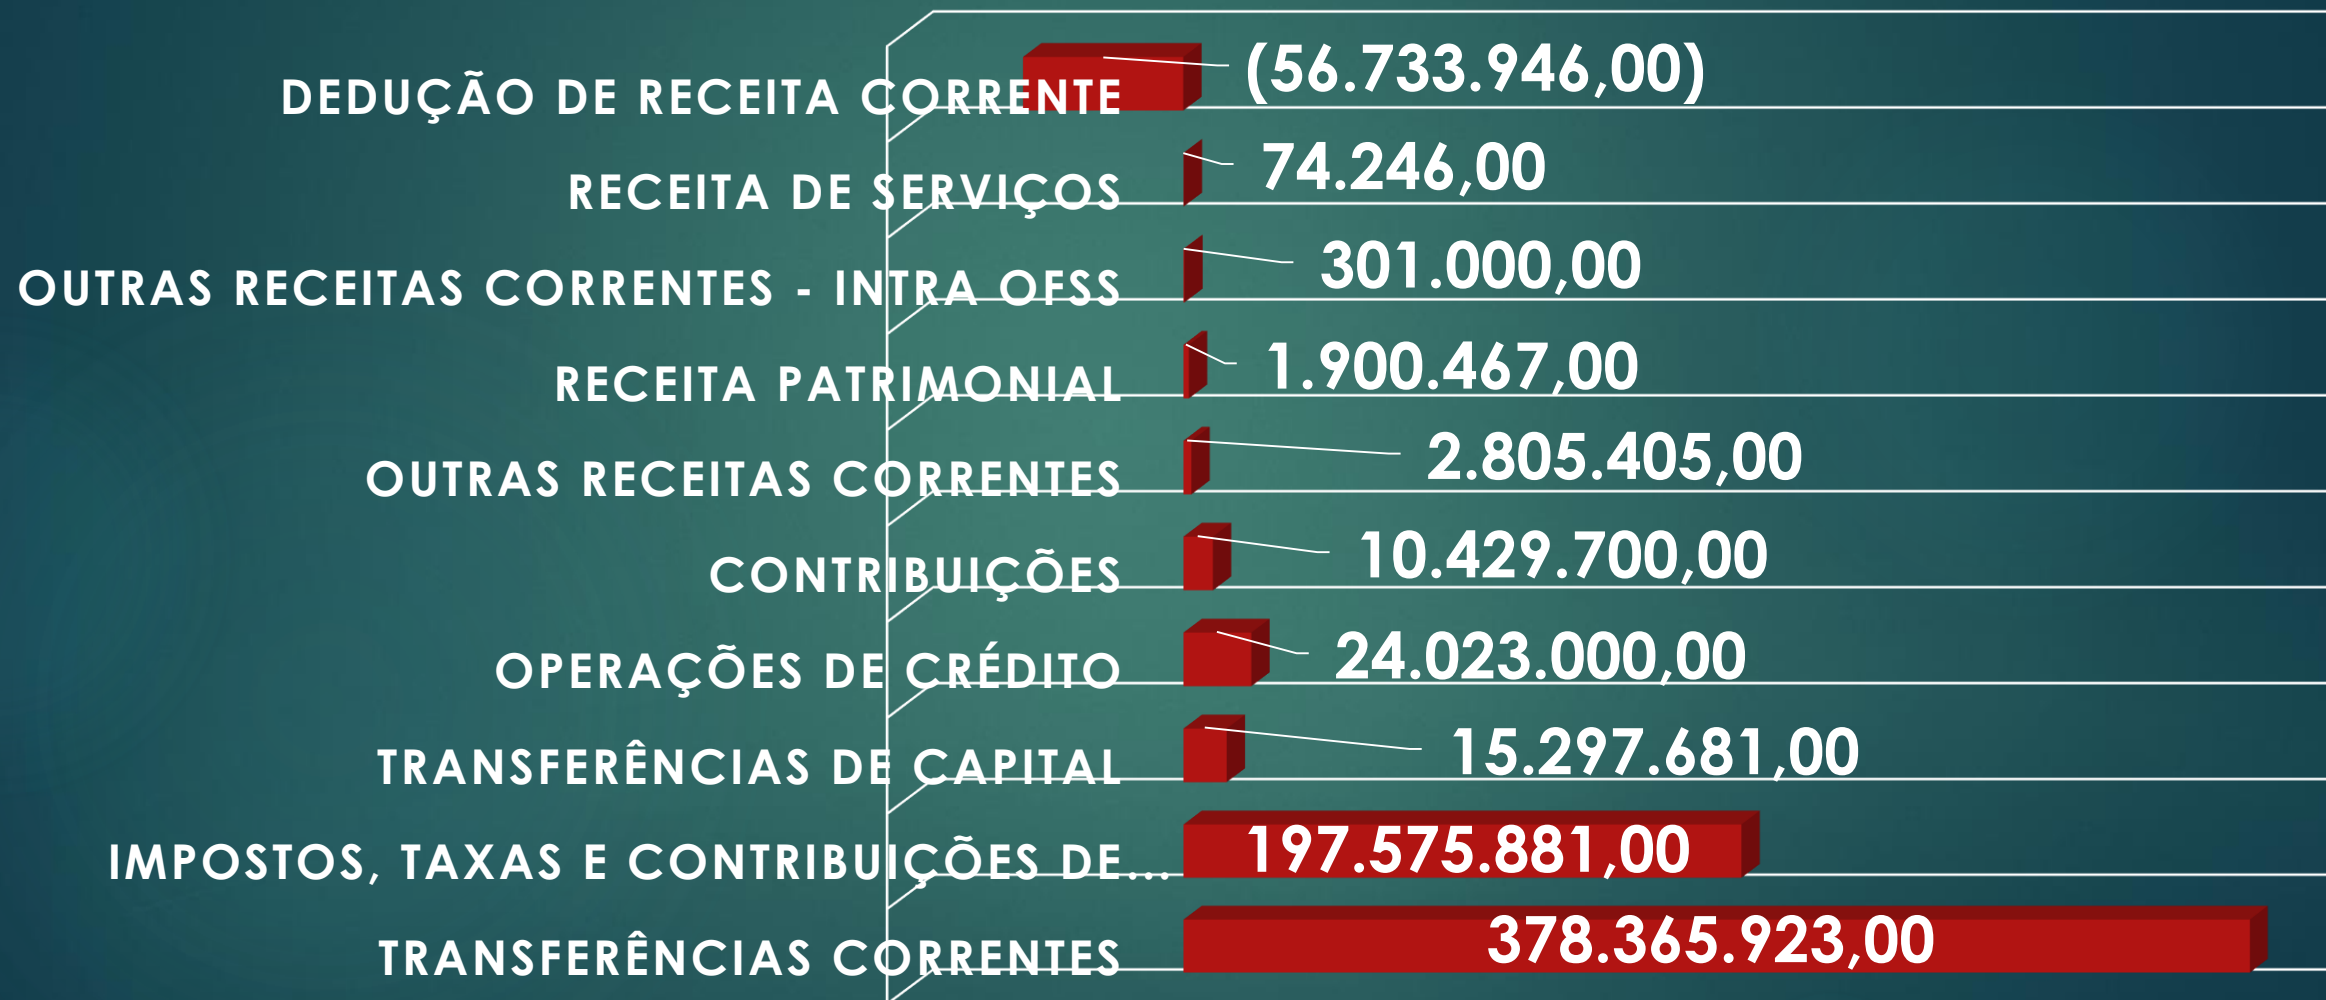 DEDUÇÃO DE RECEITA CORRENTE (56.733.946,00)
RECEITA DE SERVIÇOS 74.246,00
OUTRAS RECEITAS CORRENTES - INTRA OFSS 301.000,00
RECEITA PATRIMONIAL 1.900.467,00
OUTRAS RECEITAS CORRENTES 2.805.405,00
CONTRIBUIÇÕES 10.429.700,00
OPERAÇÕES DE CRÉDITO 24.023.000,00
TRANSFERÊNCIAS DE CAPITAL 15.297.681,00
IMPOSTOS, TAXAS E CONTRIBUIÇÕES DE... 197.575.881,00
TRANSFERÊNCIAS CORRENTES 378.365.923,00